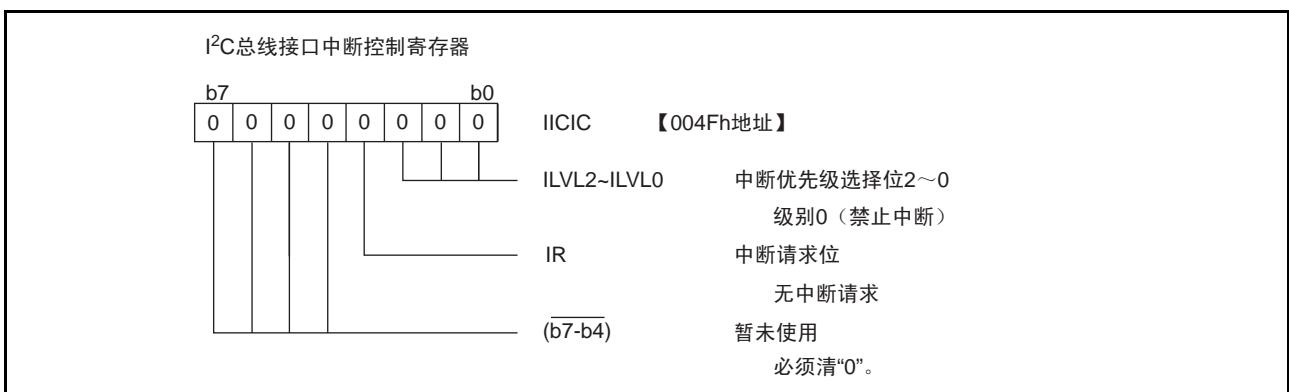 I²C总线接口中断控制寄存器
b7 b0
0 0 0 0 0 0 0 0 IICIC 【004Fh地址】
ILVL2~ILVL0 中断优先级选择位2～0
级别0（禁止中断）
IR 中断请求位
无中断请求
(b7-b4) 暂未使用
必须清“0”。